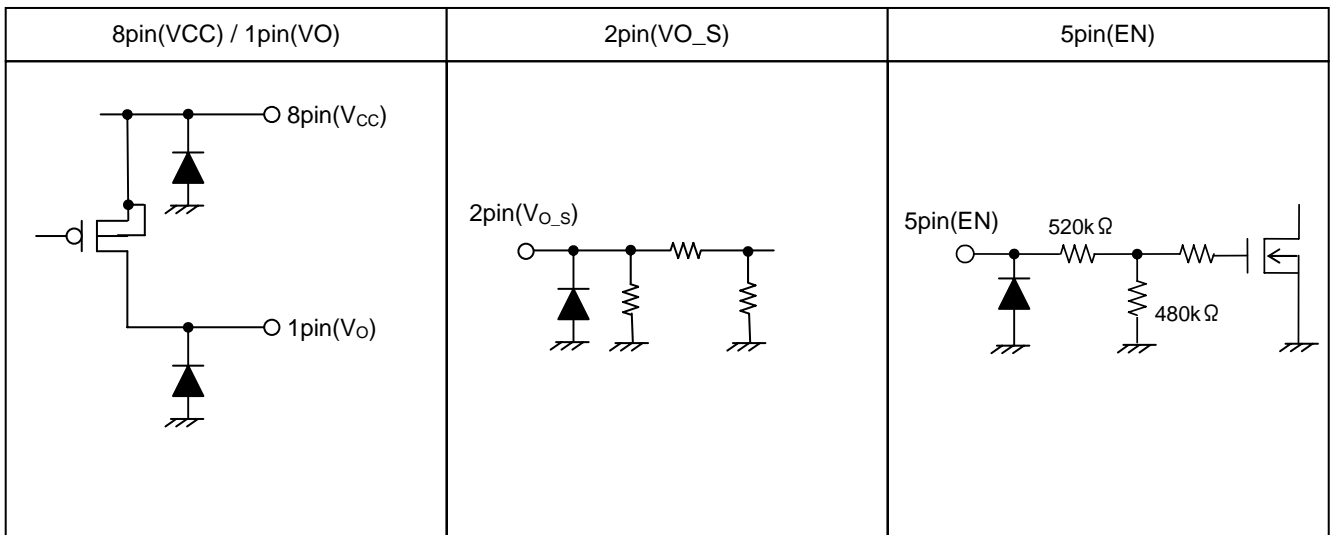 8pin(VCC) / 1pin(VO)
2pin(VO_S)
5pin(EN)
8pin(VCC)
1pin(VO)
2pin(VO_S)
5pin(EN)
520kΩ
480kΩ